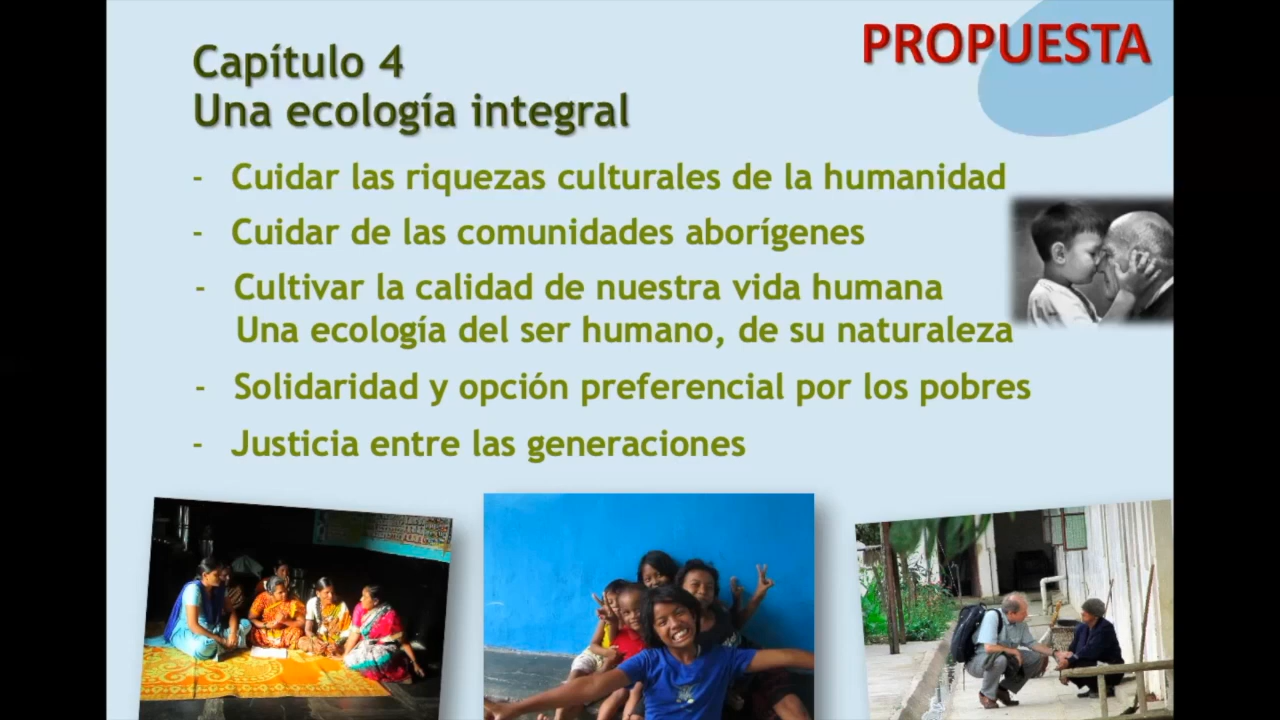 PROPUESTA
Capítulo 4
Una ecología integral
- Cuidar las riquezas culturales de la humanidad
- Cuidar de las comunidades aborígenes
- Cultivar la calidad de nuestra vida humana
Una ecología del ser humano, de su naturaleza
- Solidaridad y opción preferencial por los pobres
- Justicia entre las generaciones